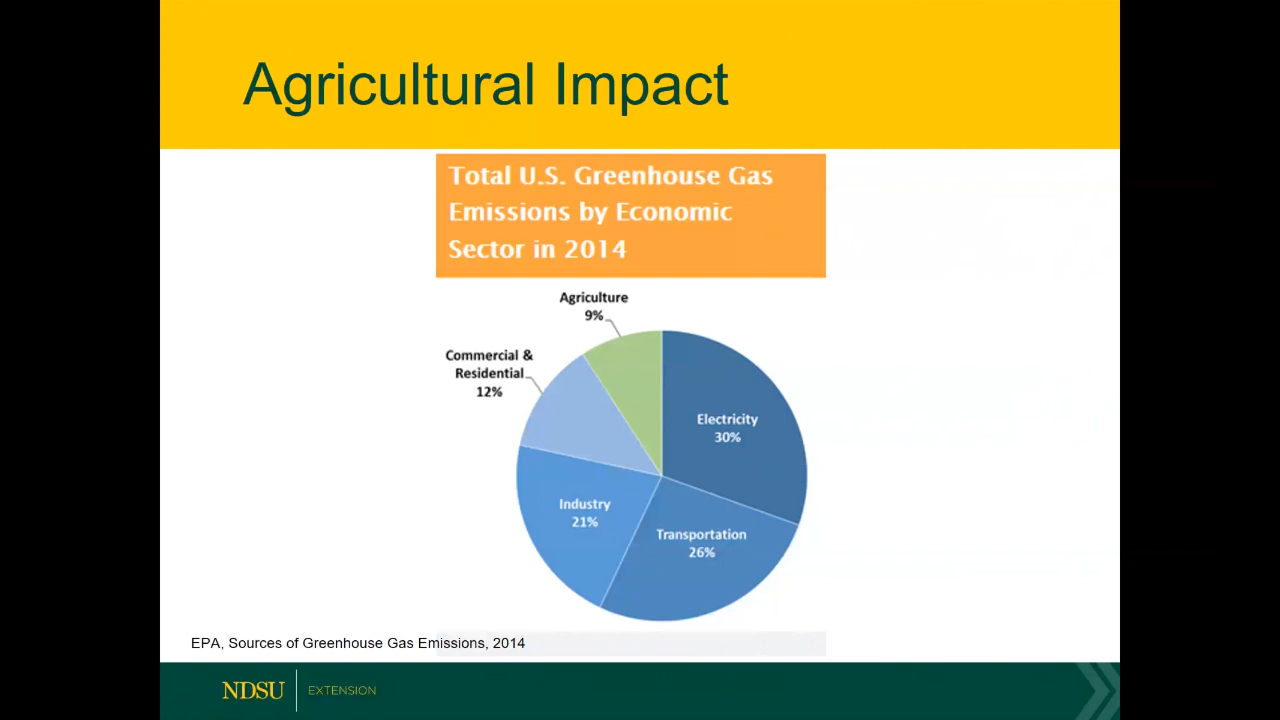 Agricultural Impact
Total U.S. Greenhouse Gas
Emissions by Economic
Sector in 2014
Agriculture
9%
Commercial &
Residential
12%
Electricity
30%
Industry
21%
Transportation
26%
EPA, Sources of Greenhouse Gas Emissions, 2014
NDSU
EXTENSION